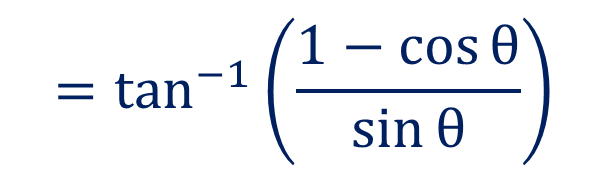 = tan⁻¹ ( (1 − cos θ) / (sin θ) )